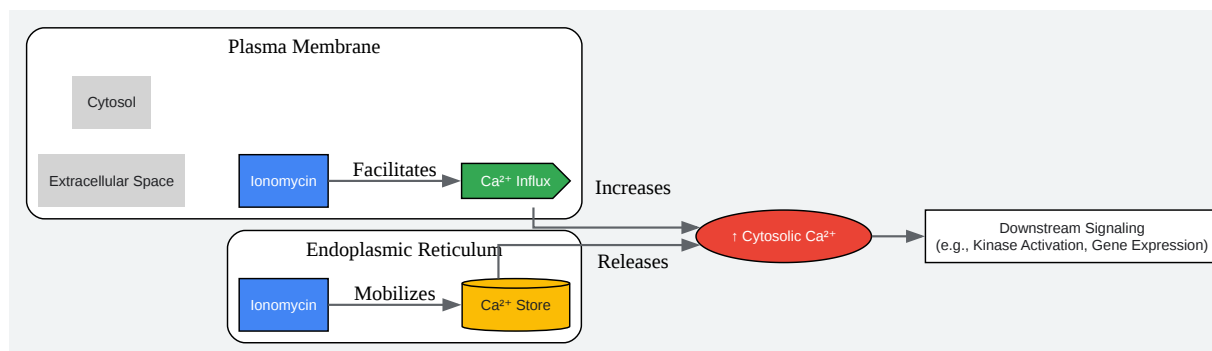 Plasma Membrane
Cytosol
Extracellular Space
Ionomycin
Facilitates
Ca²⁺ Influx
Increases
Endoplasmic Reticulum
Ionomycin
Mobilizes
Ca²⁺ Store
Releases
↑ Cytosolic Ca²⁺
Downstream Signaling
(e.g., Kinase Activation, Gene Expression)